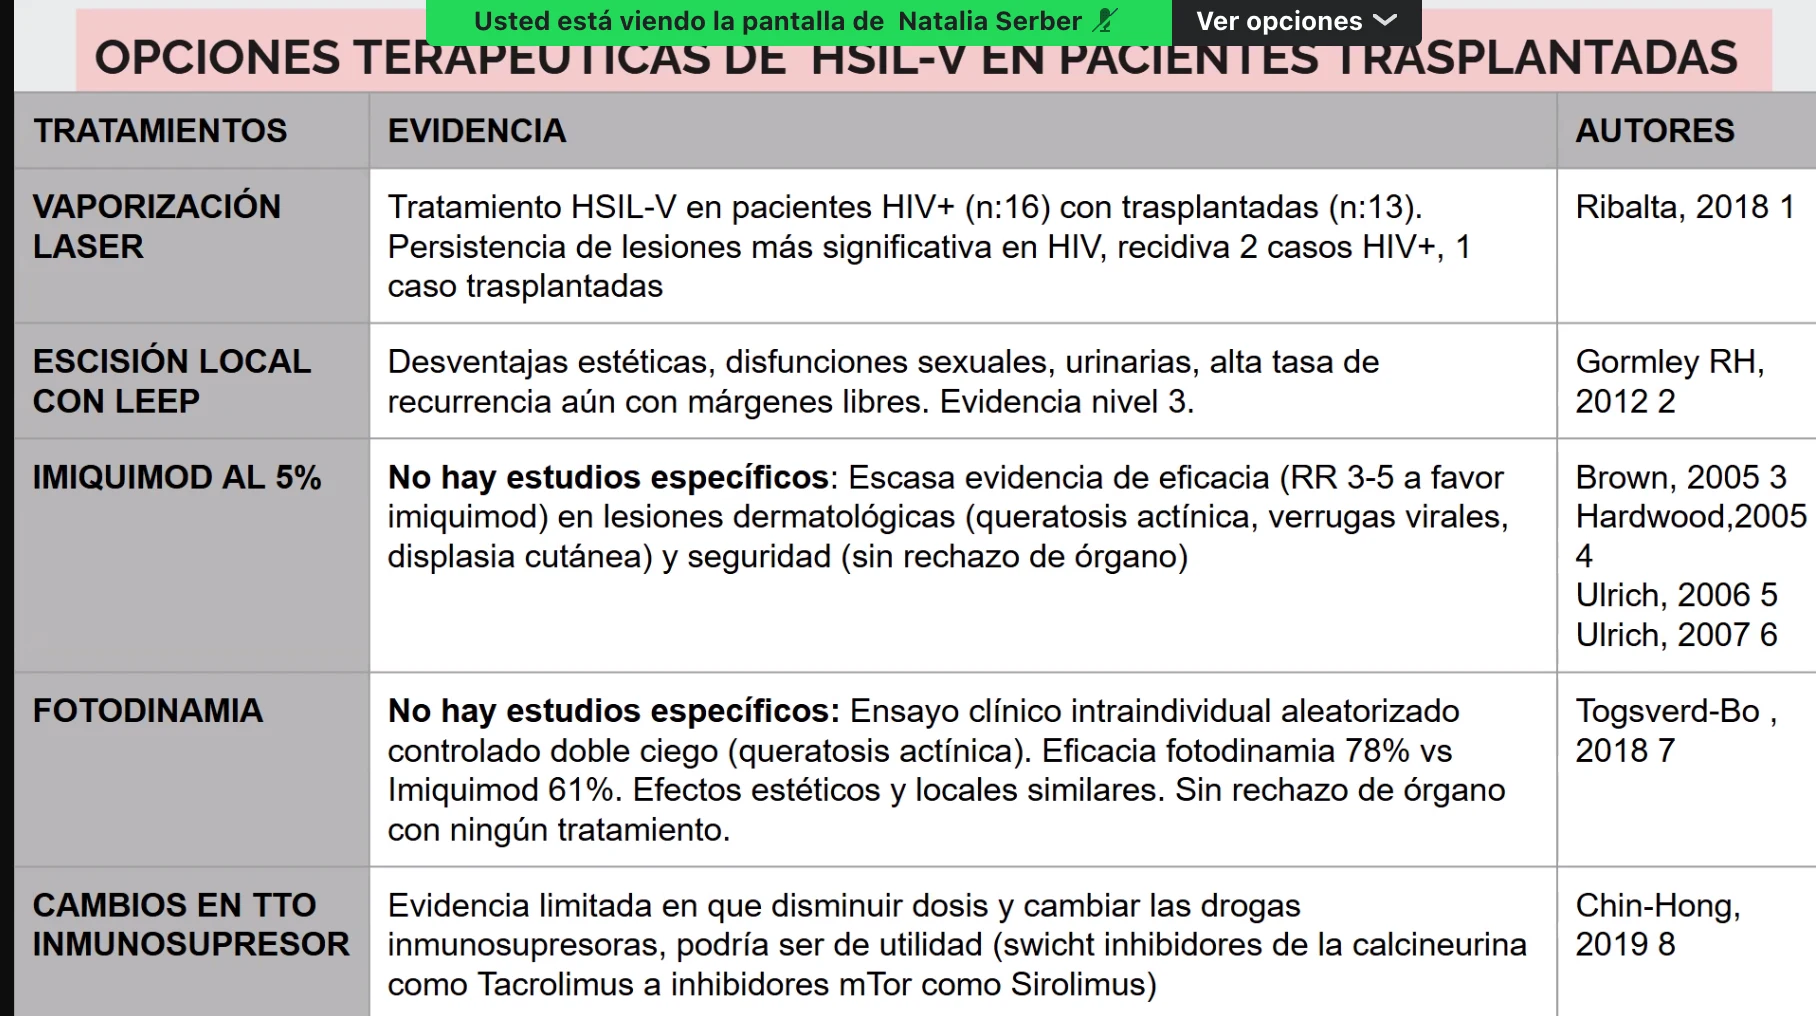 Usted está viendo la pantalla de Natalia Serber
Ver opciones
OPCIONES TERAPEUTICAS DE HSIL-V EN PACIENTES TRASPLANTADAS
TRATAMIENTOS
EVIDENCIA
AUTORES
VAPORIZACIÓN
LASER
Tratamiento HSIL-V en pacientes HIV+ (n:16) con trasplantadas (n:13).
Persistencia de lesiones más significativa en HIV, recidiva 2 casos HIV+, 1
caso trasplantadas
Ribalta, 2018 1
ESCISIÓN LOCAL
CON LEEP
Desventajas estéticas, disfunciones sexuales, urinarias, alta tasa de
recurrencia aún con márgenes libres. Evidencia nivel 3.
Gormley RH,
2012 2
IMIQUIMOD AL 5%
No hay estudios específicos: Escasa evidencia de eficacia (RR 3-5 a favor
imiquimod) en lesiones dermatológicas (queratosis actínica, verrugas virales,
displasia cutánea) y seguridad (sin rechazo de órgano)
Brown, 2005 3
Hardwood,2005
4
Ulrich, 2006 5
Ulrich, 2007 6
FOTODINAMIA
No hay estudios específicos: Ensayo clínico intraindividual aleatorizado
controlado doble ciego (queratosis actínica). Eficacia fotodinamia 78% vs
Imiquimod 61%. Efectos estéticos y locales similares. Sin rechazo de órgano
con ningún tratamiento.
Togsverd-Bo ,
2018 7
CAMBIOS EN TTO
INMUNOSUPRESOR
Evidencia limitada en que disminuir dosis y cambiar las drogas
inmunosupresoras, podría ser de utilidad (swicht inhibidores de la calcineurina
como Tacrolimus a inhibidores mTor como Sirolimus)
Chin-Hong,
2019 8